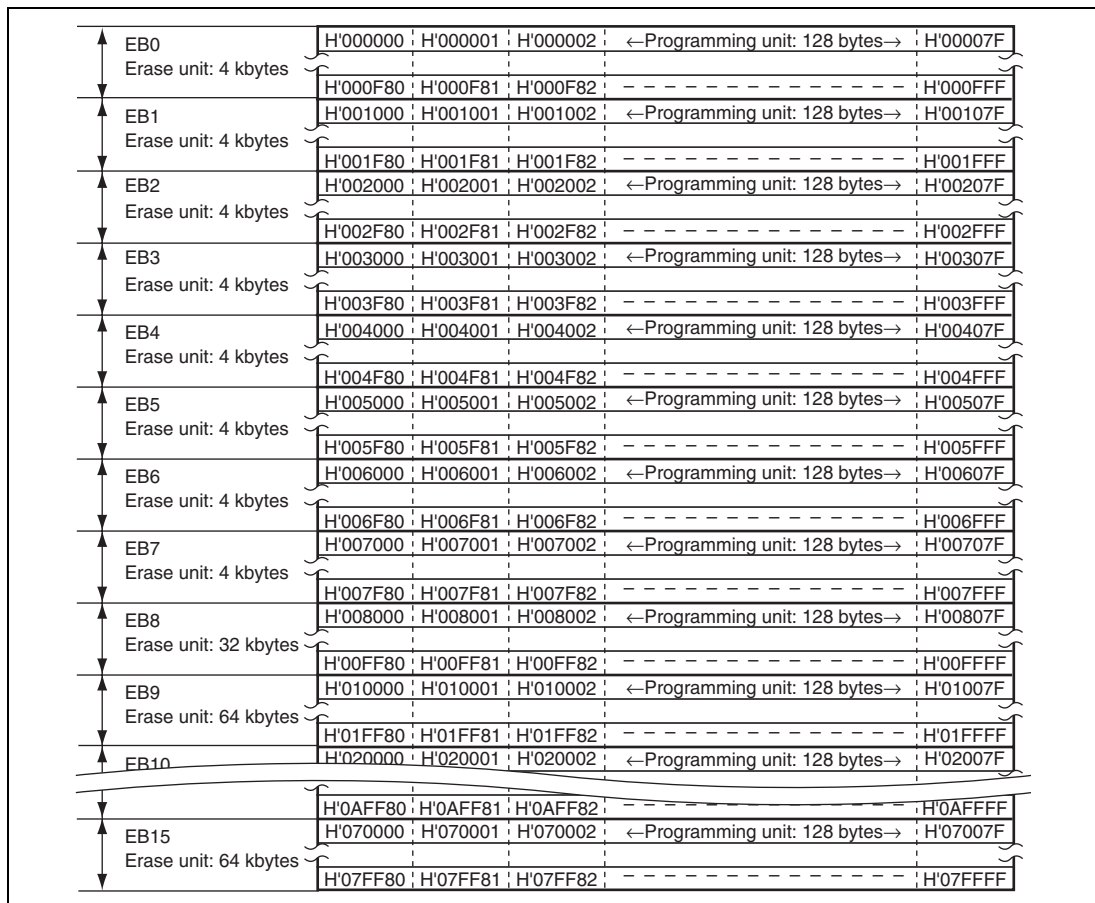 EB0
Erase unit: 4 kbytes
H'000000 H'000001 H'000002 ←Programming unit: 128 bytes→ H'00007F
H'000F80 H'000F81 H'000F82 – – – – – – – – – – – – – – H'000FFF
EB1
Erase unit: 4 kbytes
H'001000 H'001001 H'001002 ←Programming unit: 128 bytes→ H'00107F
H'001F80 H'001F81 H'001F82 – – – – – – – – – – – – – – H'001FFF
EB2
Erase unit: 4 kbytes
H'002000 H'002001 H'002002 ←Programming unit: 128 bytes→ H'00207F
H'002F80 H'002F81 H'002F82 – – – – – – – – – – – – – – H'002FFF
EB3
Erase unit: 4 kbytes
H'003000 H'003001 H'003002 ←Programming unit: 128 bytes→ H'00307F
H'003F80 H'003F81 H'003F82 – – – – – – – – – – – – – – H'003FFF
EB4
Erase unit: 4 kbytes
H'004000 H'004001 H'004002 ←Programming unit: 128 bytes→ H'00407F
H'004F80 H'004F81 H'004F82 – – – – – – – – – – – – – – H'004FFF
EB5
Erase unit: 4 kbytes
H'005000 H'005001 H'005002 ←Programming unit: 128 bytes→ H'00507F
H'005F80 H'005F81 H'005F82 – – – – – – – – – – – – – – H'005FFF
EB6
Erase unit: 4 kbytes
H'006000 H'006001 H'006002 ←Programming unit: 128 bytes→ H'00607F
H'006F80 H'006F81 H'006F82 – – – – – – – – – – – – – – H'006FFF
EB7
Erase unit: 4 kbytes
H'007000 H'007001 H'007002 ←Programming unit: 128 bytes→ H'00707F
H'007F80 H'007F81 H'007F82 – – – – – – – – – – – – – – H'007FFF
EB8
Erase unit: 32 kbytes
H'008000 H'008001 H'008002 ←Programming unit: 128 bytes→ H'00807F
H'00FF80 H'00FF81 H'00FF82 – – – – – – – – – – – – – – H'00FFFF
EB9
Erase unit: 64 kbytes
H'010000 H'010001 H'010002 ←Programming unit: 128 bytes→ H'01007F
H'01FF80 H'01FF81 H'01FF82 – – – – – – – – – – – – – – H'01FFFF
EB10
H'020000 H'020001 H'020002 ←Programming unit: 128 bytes→ H'02007F
H'0AFF80 H'0AFF81 H'0AFF82 – – – – – – – – – – – – – – H'0AFFFF
EB15
Erase unit: 64 kbytes
H'070000 H'070001 H'070002 ←Programming unit: 128 bytes→ H'07007F
H'07FF80 H'07FF81 H'07FF82 – – – – – – – – – – – – – – H'07FFFF